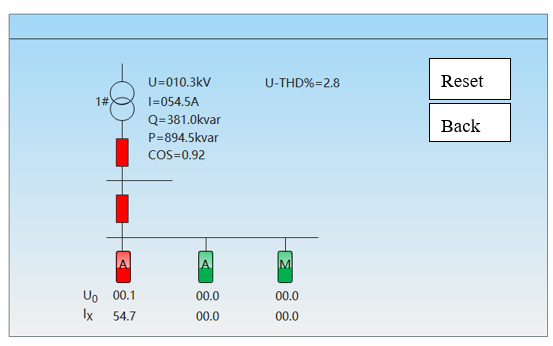 U=010.3kV
U-THD%=2.8
Reset
1#
I=054.5A
Q=381.0kvar
Back
P=894.5kvar
COS=0.92
A A M
U₀ 00.1 00.0 00.0
Iₓ 54.7 00.0 00.0